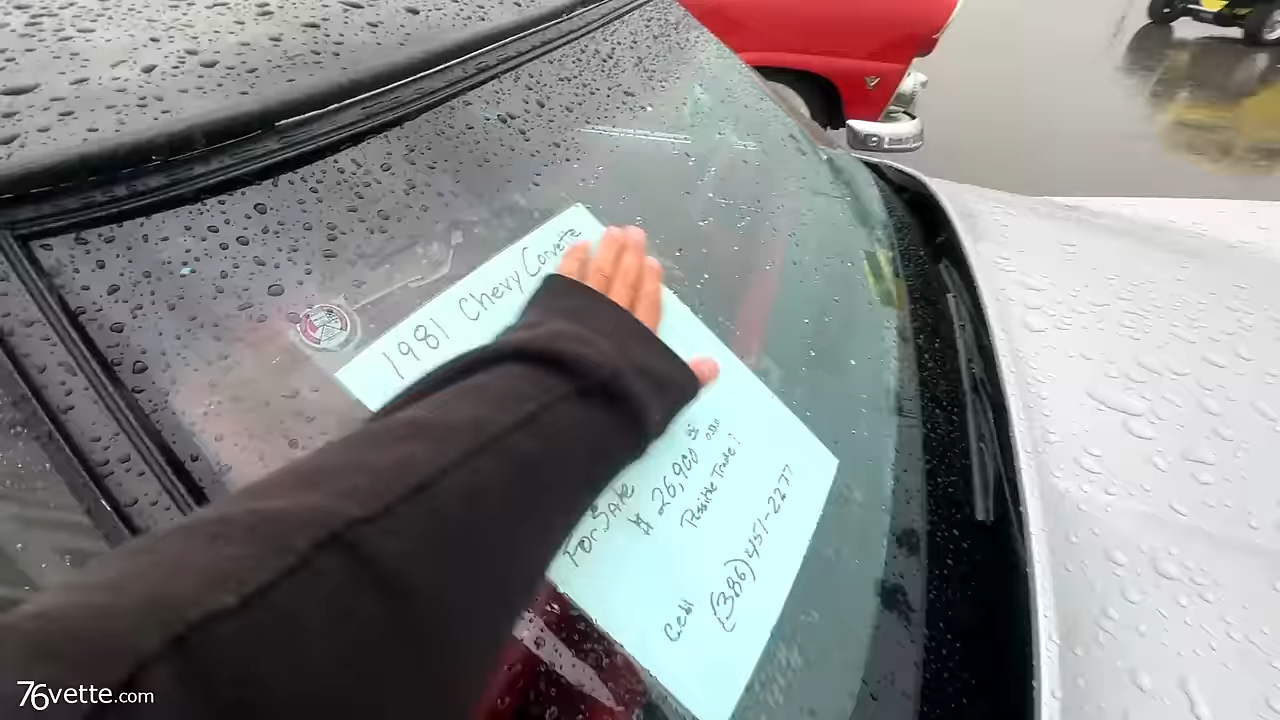 1981 Chevy Corvette
For Sale
$ 26,900 OBO
Possible Trade!
Cell
(386) 451-2277
76vette.com